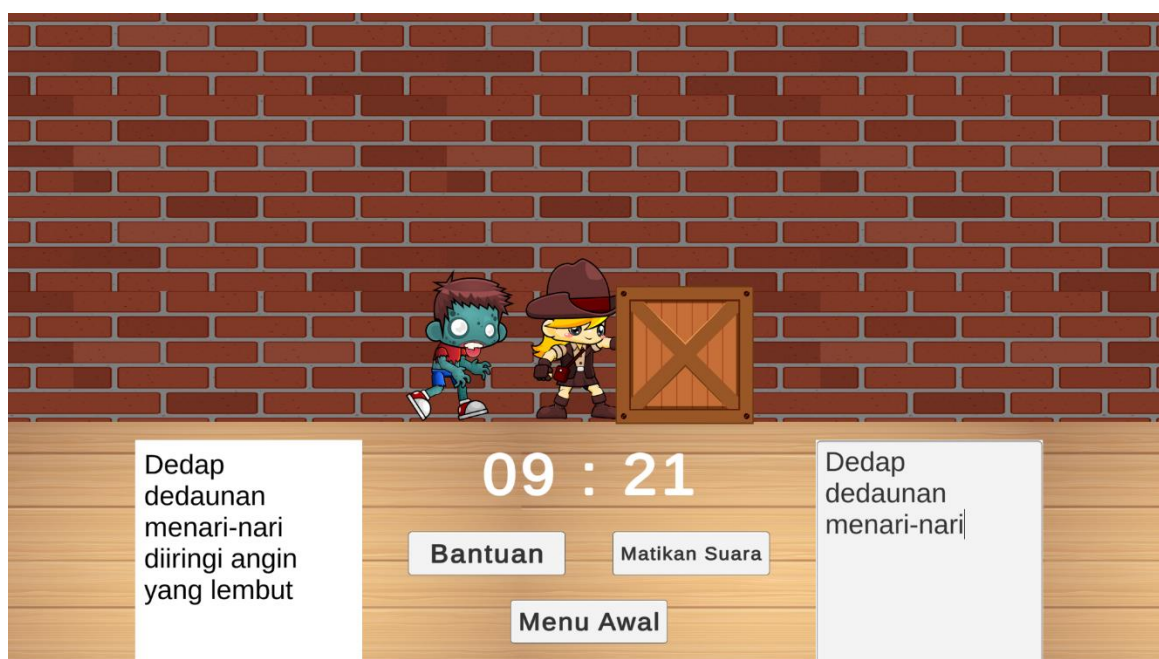 Dedap
dedaunan
menari-nari
diiringi angin
yang lembut
09 : 21
Bantuan
Matikan Suara
Menu Awal
Dedap
dedaunan
menari-nari